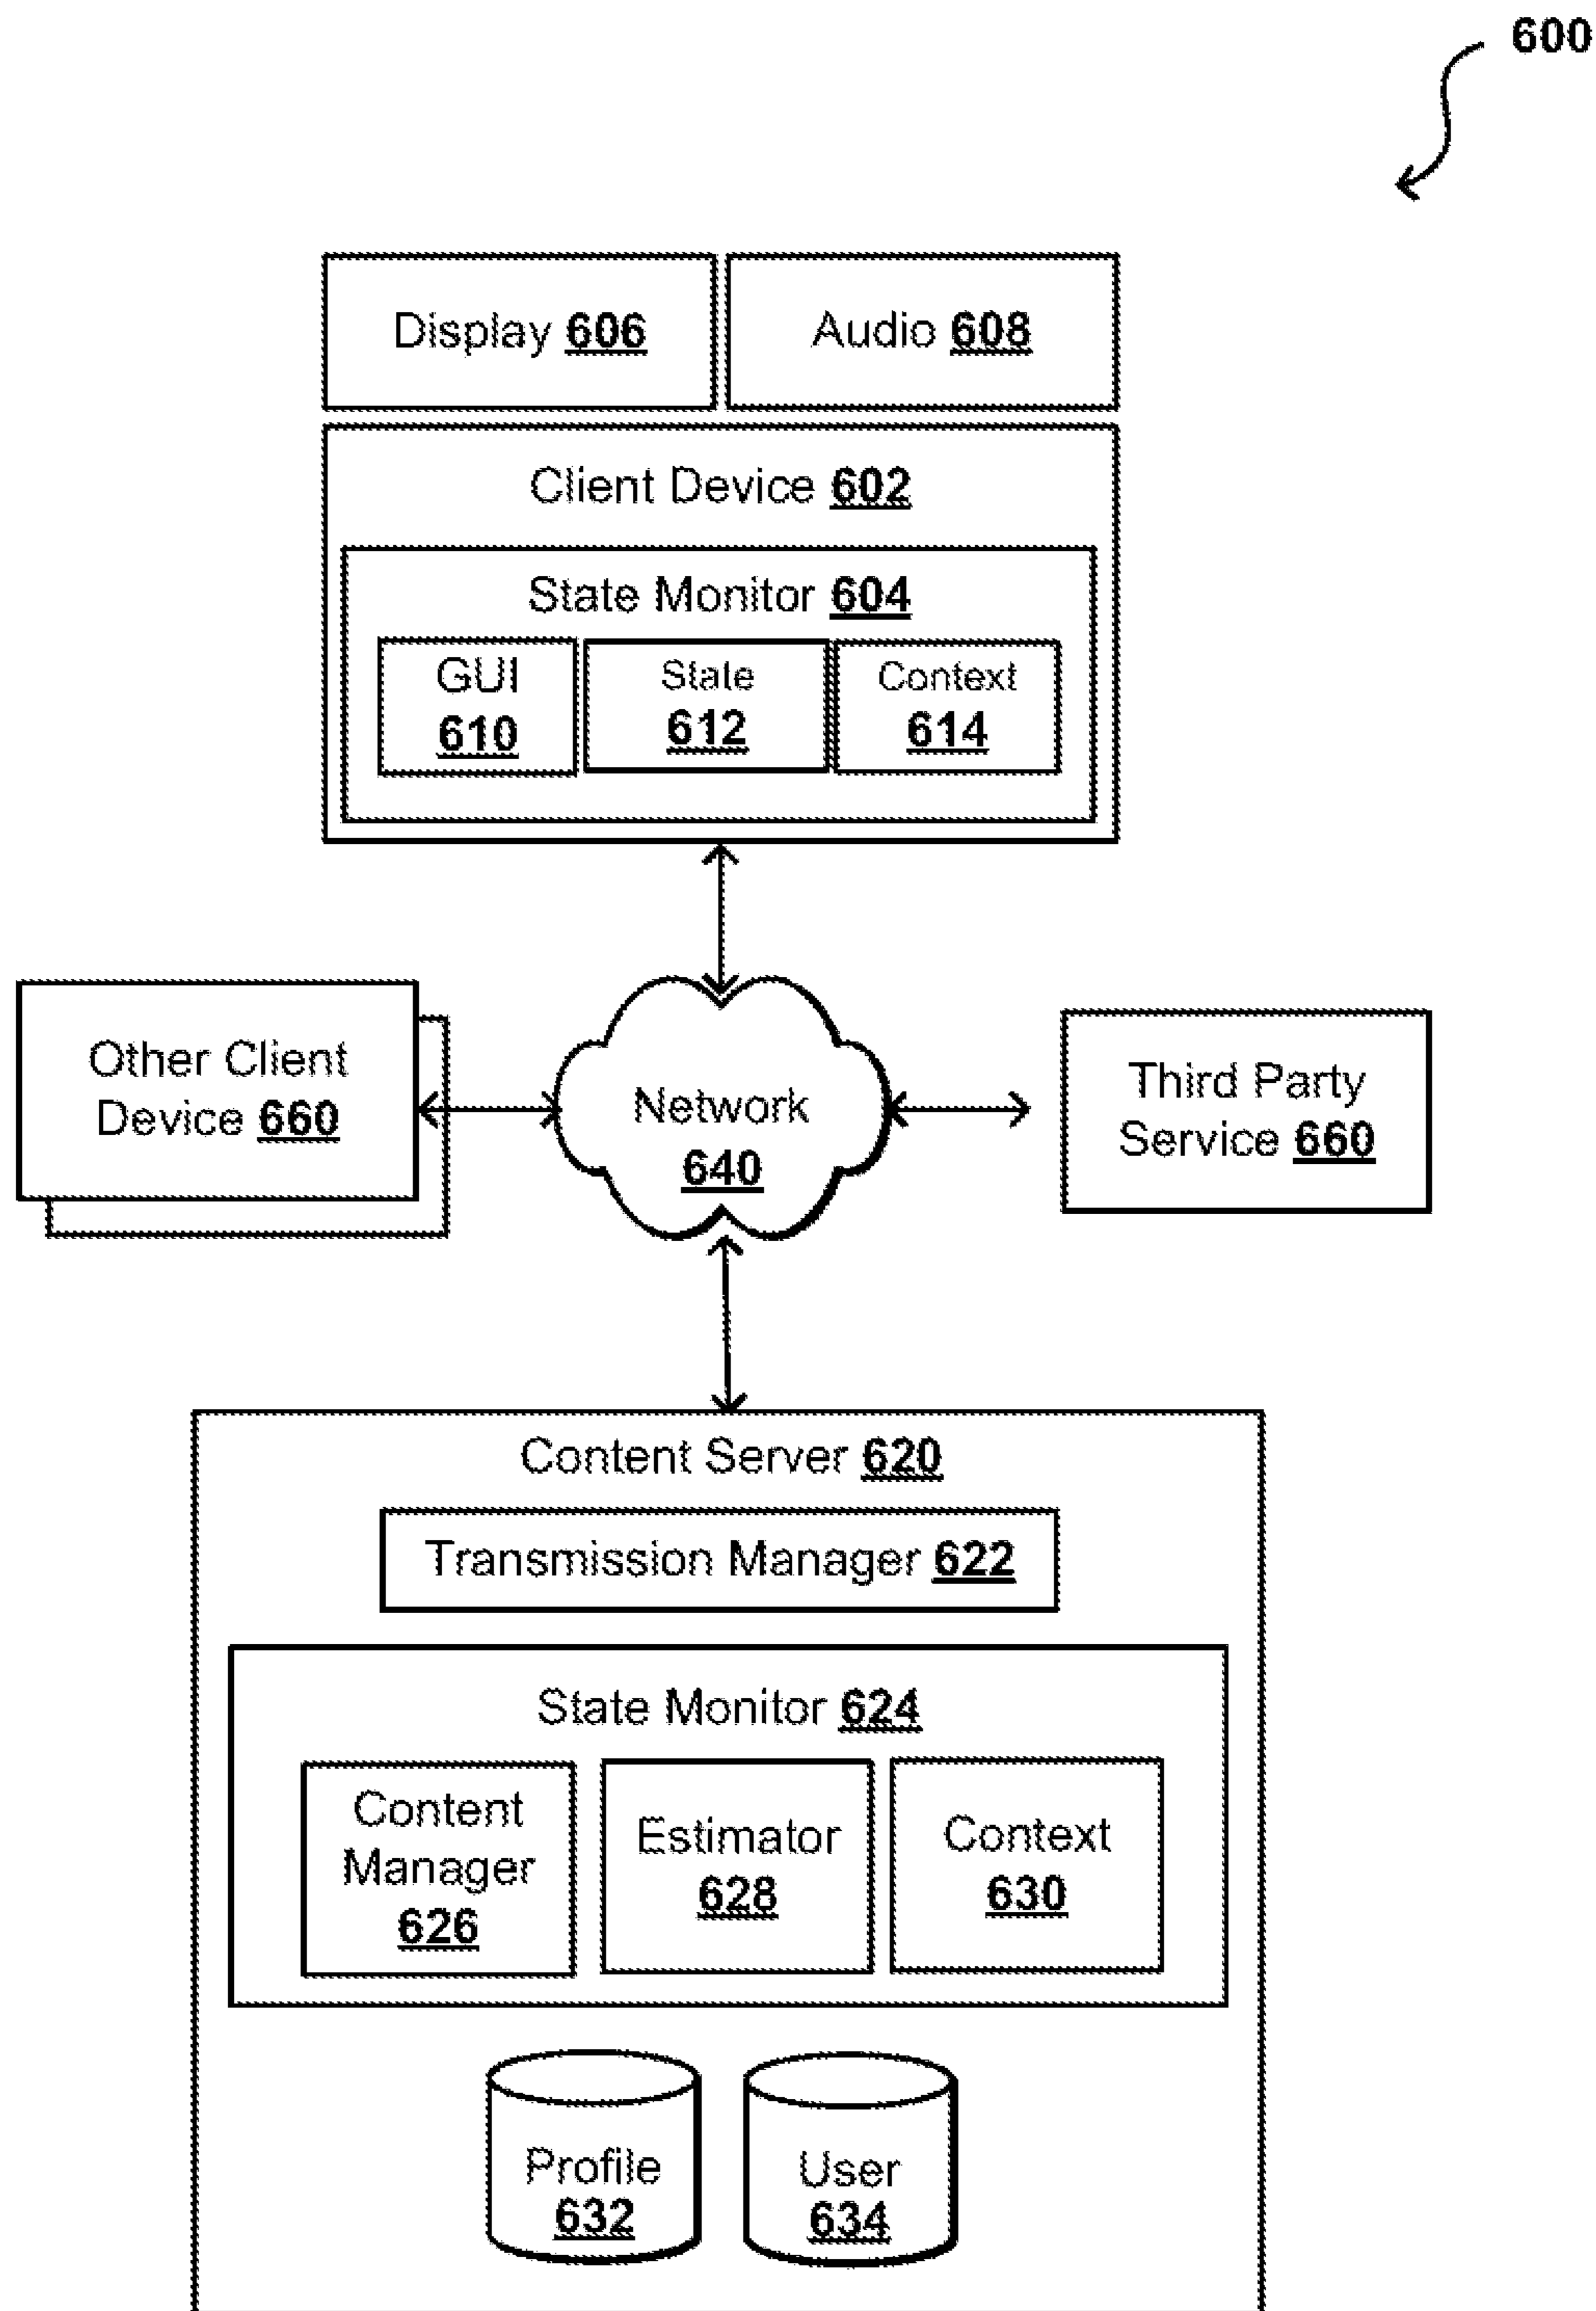 600
Display 606
Audio 608
Client Device 602
State Monitor 604
GUI
610
State
612
Context
614
Other Client
Device 660
Network
640
Third Party
Service 660
Content Server 620
Transmission Manager 622
State Monitor 624
Content
Manager
626
Estimator
628
Context
630
Profile
632
User
634